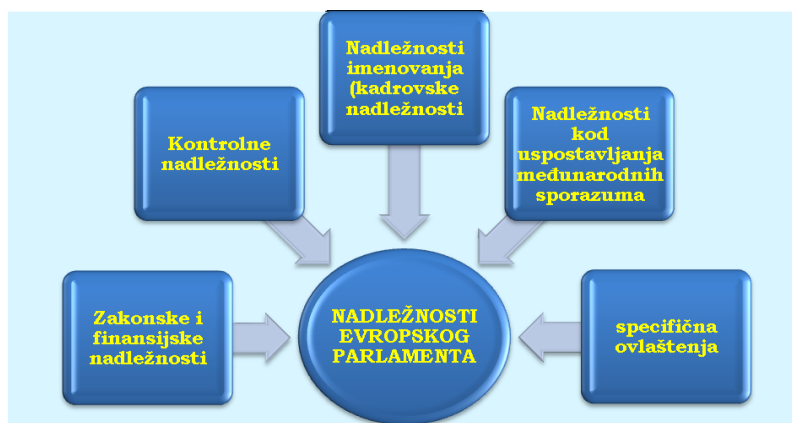 Nadležnosti
imenovanja
(kadrovske
nadležnosti
Kontrolne
nadležnosti
Nadležnosti
kod
uspostavljanja
međunarodnih
sporazuma
Zakonske i
finansijske
nadležnosti
NADLEŽNOSTI
EVROPSKOG
PARLAMENTA
specifična
ovlaštenja